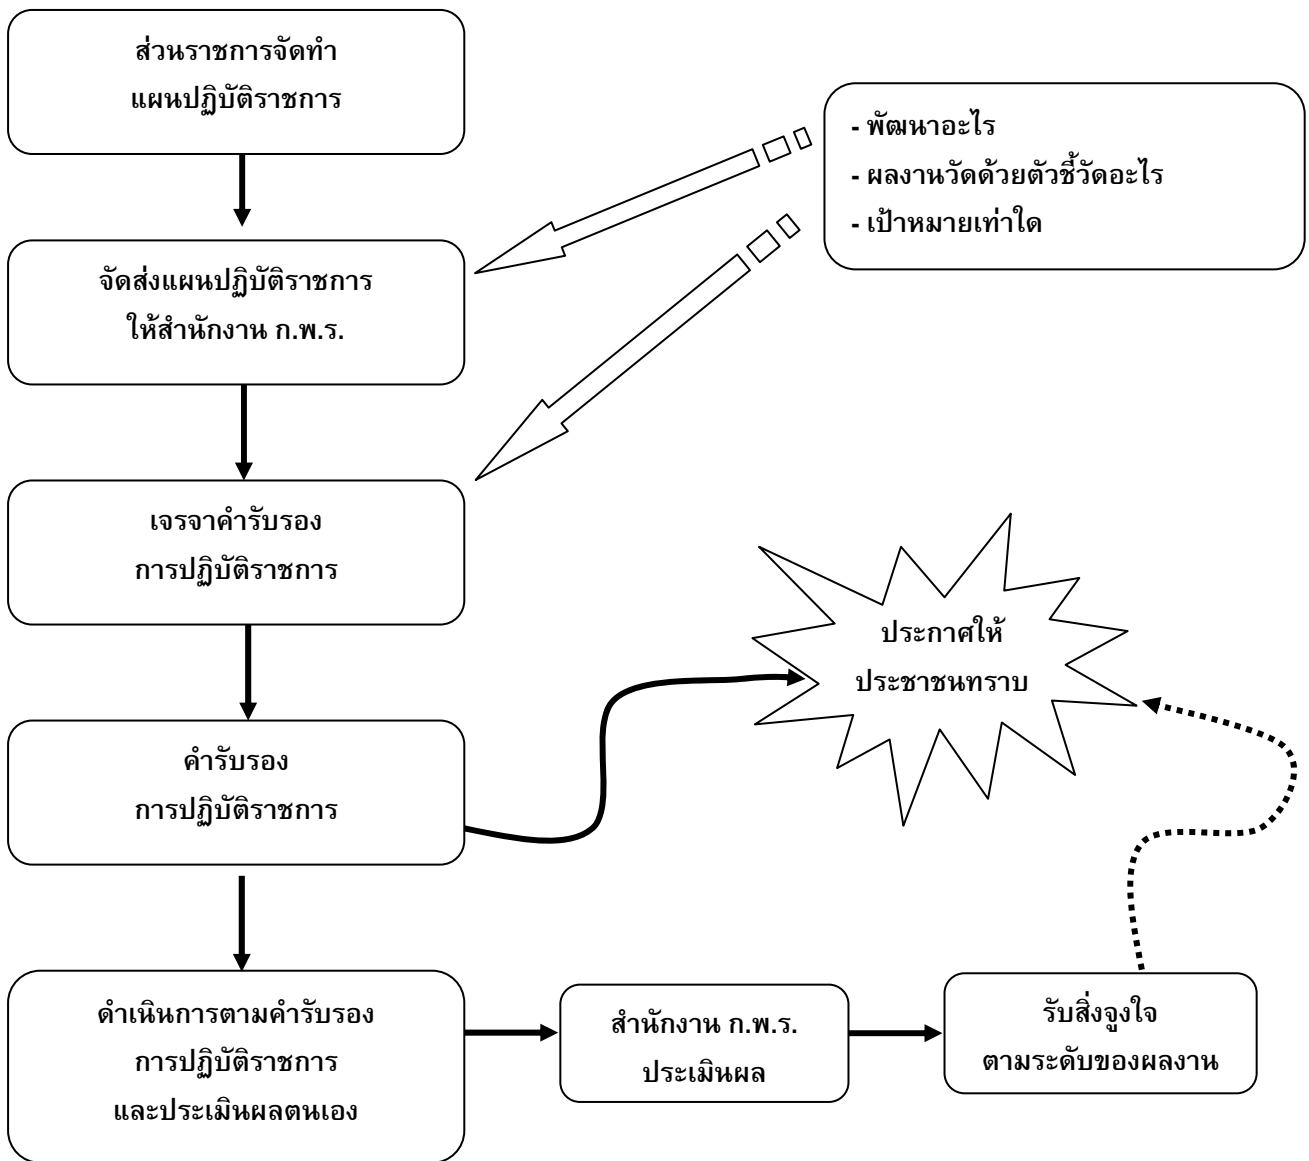 ส่วนราชการจัดทำ
แผนปฏิบัติราชการ
- พัฒนาอะไร
- ผลงานวัดด้วยตัวชี้วัดอะไร
- เป้าหมายเท่าใด
จัดส่งแผนปฏิบัติราชการ
ให้สำนักงาน ก.พ.ร.
เจรจาคำรับรอง
การปฏิบัติราชการ
ประกาศให้
ประชาชนทราบ
คำรับรอง
การปฏิบัติราชการ
ดำเนินการตามคำรับรอง
การปฏิบัติราชการ
และประเมินผลตนเอง
สำนักงาน ก.พ.ร.
ประเมินผล
รับสิ่งจูงใจ
ตามระดับของผลงาน